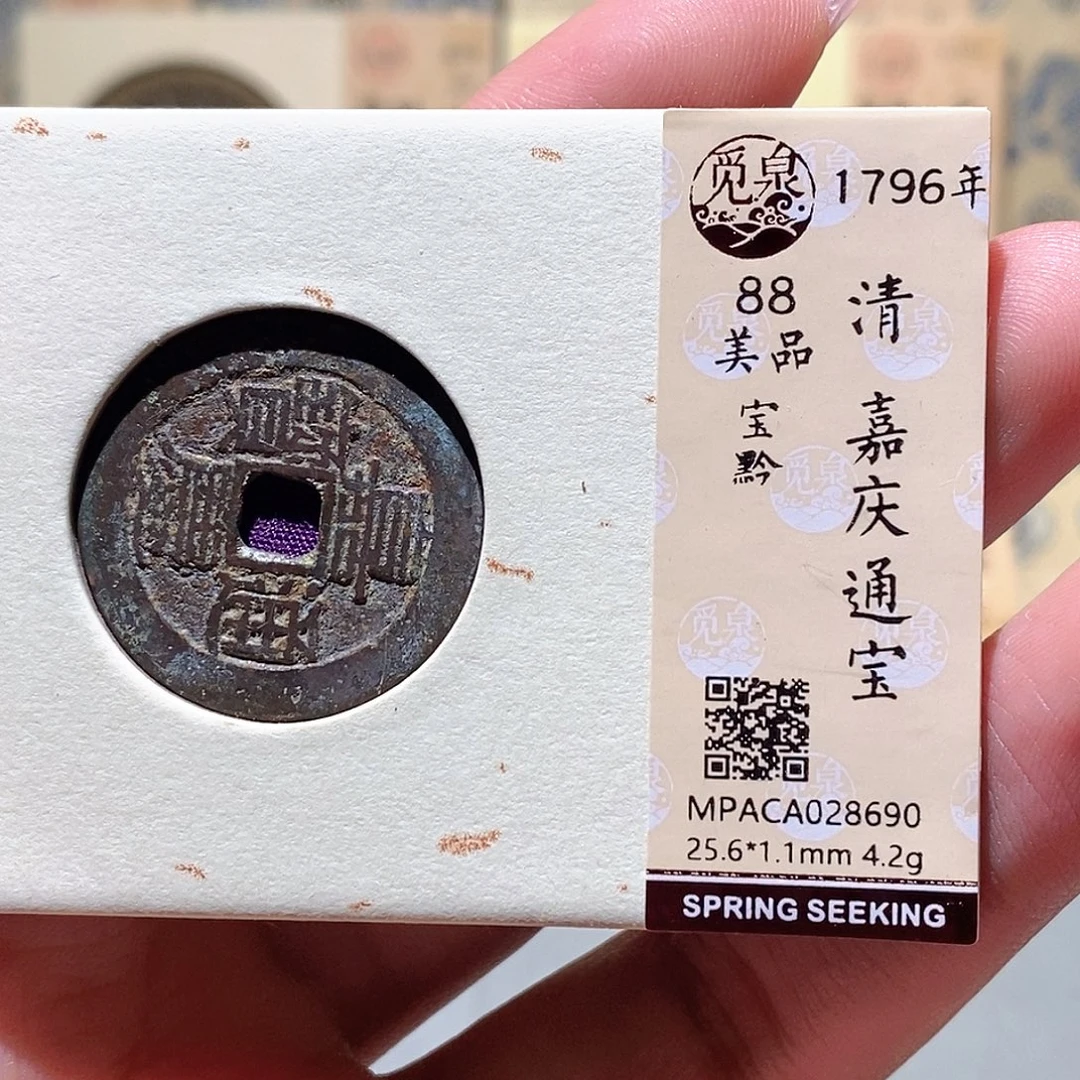 觅泉
1796年
清 嘉庆通宝
88
美品
宝黔
MPACA028690
25.6*1.1mm 4.2g
SPRING SEEKING